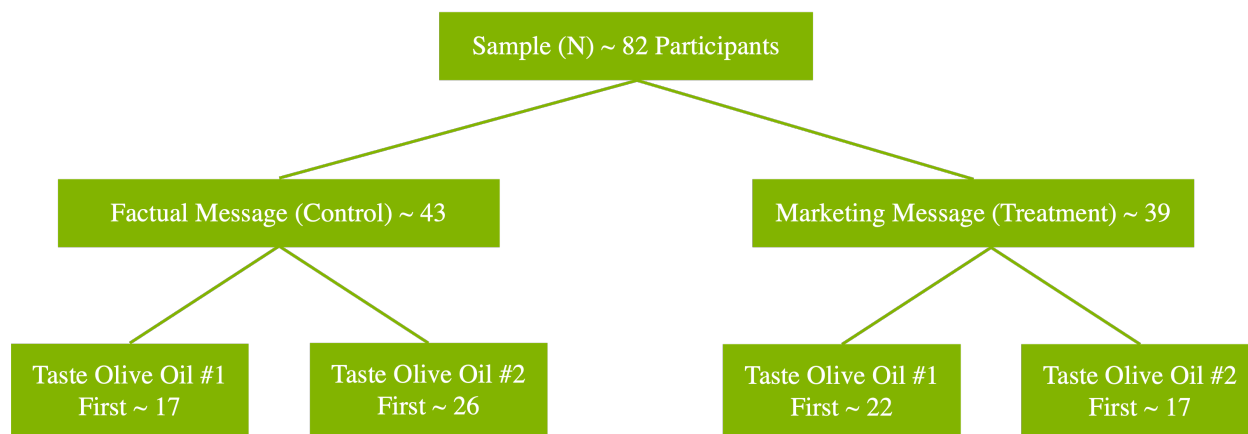 Sample (N) ~ 82 Participants
Factual Message (Control) ~ 43
Marketing Message (Treatment) ~ 39
Taste Olive Oil #1
First ~ 17
Taste Olive Oil #2
First ~ 26
Taste Olive Oil #1
First ~ 22
Taste Olive Oil #2
First ~ 17